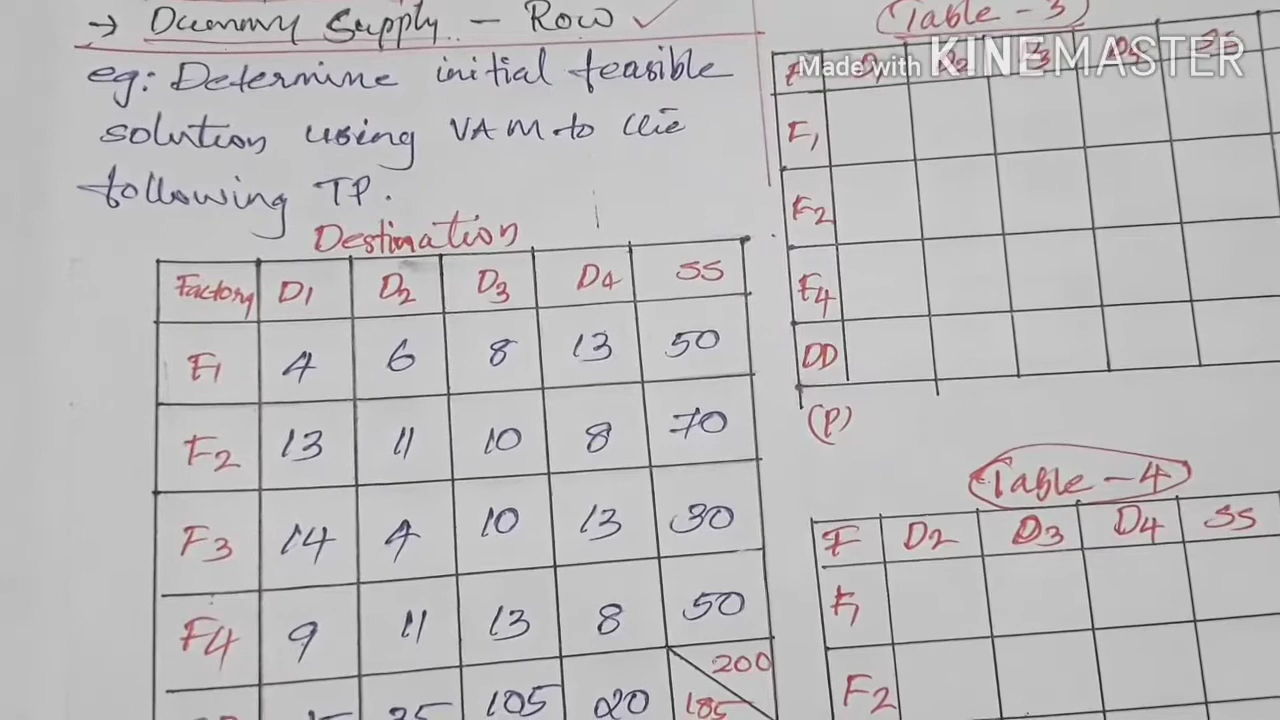 → Dummy Supply - Row ✓
eg: Determine initial feasible
solution using VAM to the
following TP.
Destination
Factory D1 D2 D3 D4 SS
F1 4 6 8 13 50
F2 13 11 10 8 70
F3 14 4 10 13 30
F4 9 11 13 8 50
105 20 200
185
Table - 3
Made with KINEMASTER
F1
F2
F4
DD
(P)
Table - 4
F D2 D3 D4 SS
F1
F2